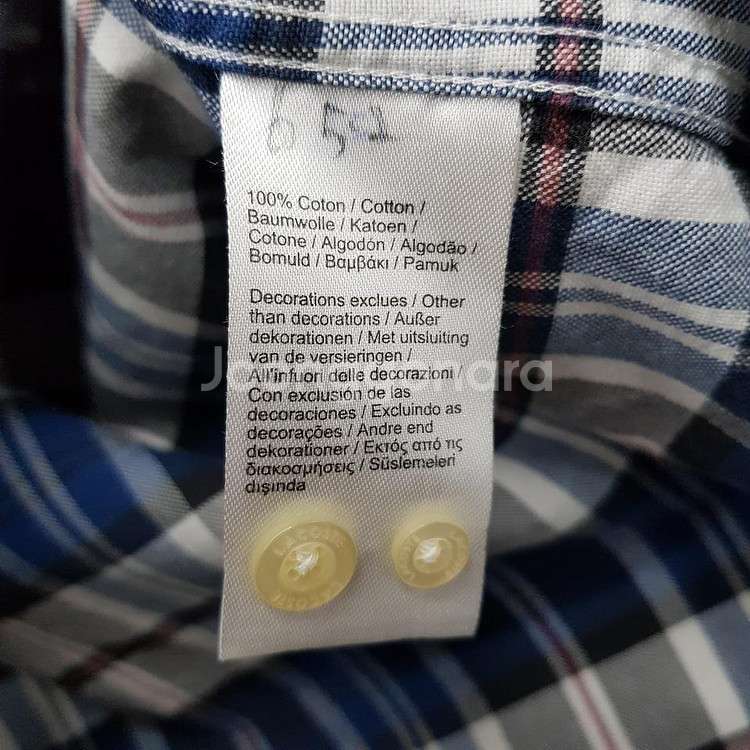 100% Coton / Cotton /
Baumwolle / Katoen /
Cotone / Algodón / Algodão /
Bomuld / Βαμβάκι / Pamuk
Decorations exclues / Other
than decorations / Außer
dekorationen / Met uitsluiting
van de versieringen /
All'infuori delle decorazioni /
Con exclusión de las
decoraciones / Excluindo as
decorações / Andre end
dekorationer / Εκτός από τις
διακοσμήσεις / Süslemeleri
dışında
LACOSTE
LACOSTE